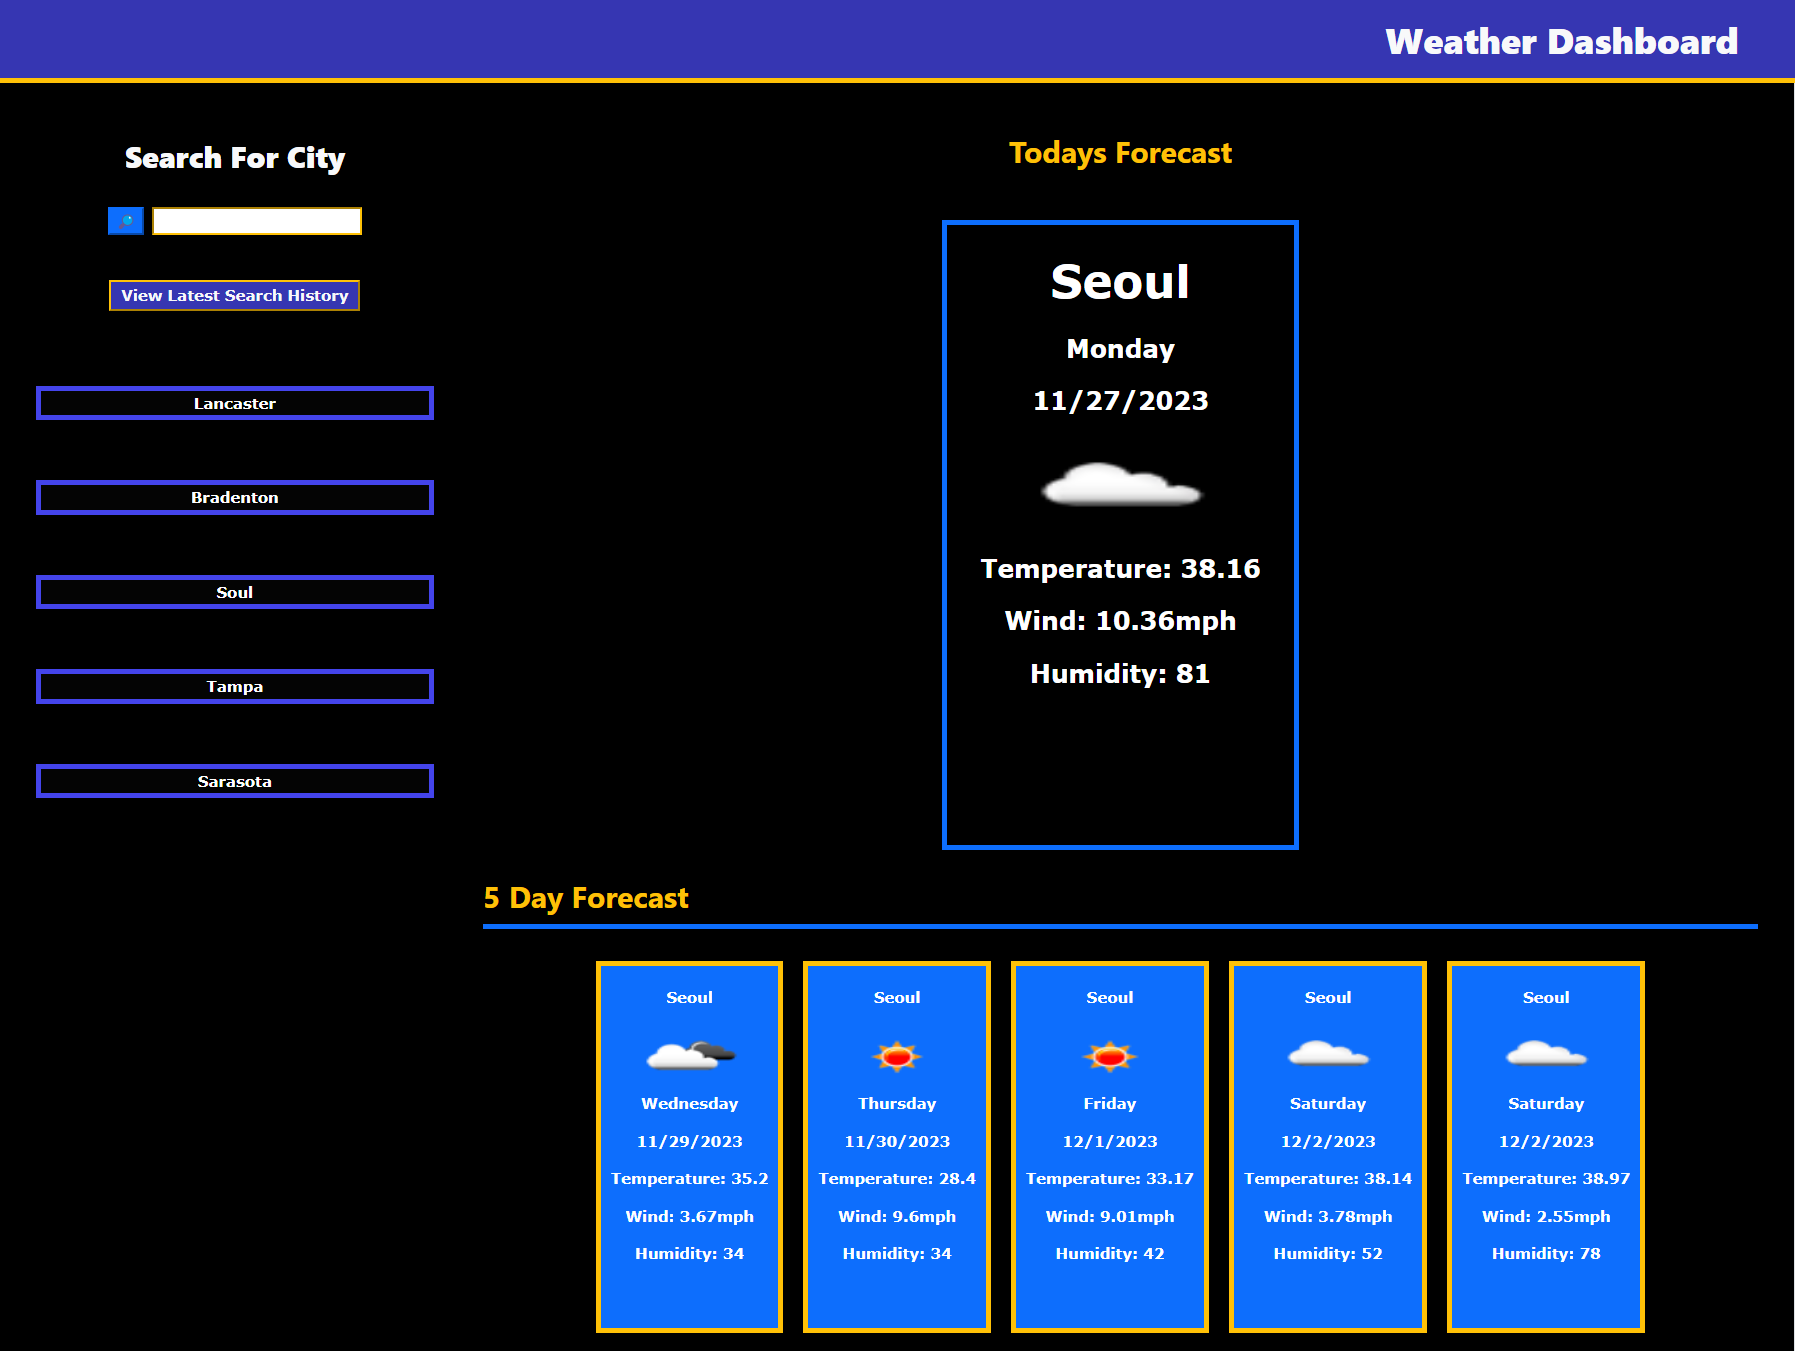 Weather Dashboard
Search For City
View Latest Search History
Lancaster
Bradenton
Soul
Tampa
Sarasota
Todays Forecast
Seoul
Monday
11/27/2023
Temperature: 38.16
Wind: 10.36mph
Humidity: 81
5 Day Forecast
Seoul
Wednesday
11/29/2023
Temperature: 35.2
Wind: 3.67mph
Humidity: 34
Seoul
Thursday
11/30/2023
Temperature: 28.4
Wind: 9.6mph
Humidity: 34
Seoul
Friday
12/1/2023
Temperature: 33.17
Wind: 9.01mph
Humidity: 42
Seoul
Saturday
12/2/2023
Temperature: 38.14
Wind: 3.78mph
Humidity: 52
Seoul
Saturday
12/2/2023
Temperature: 38.97
Wind: 2.55mph
Humidity: 78